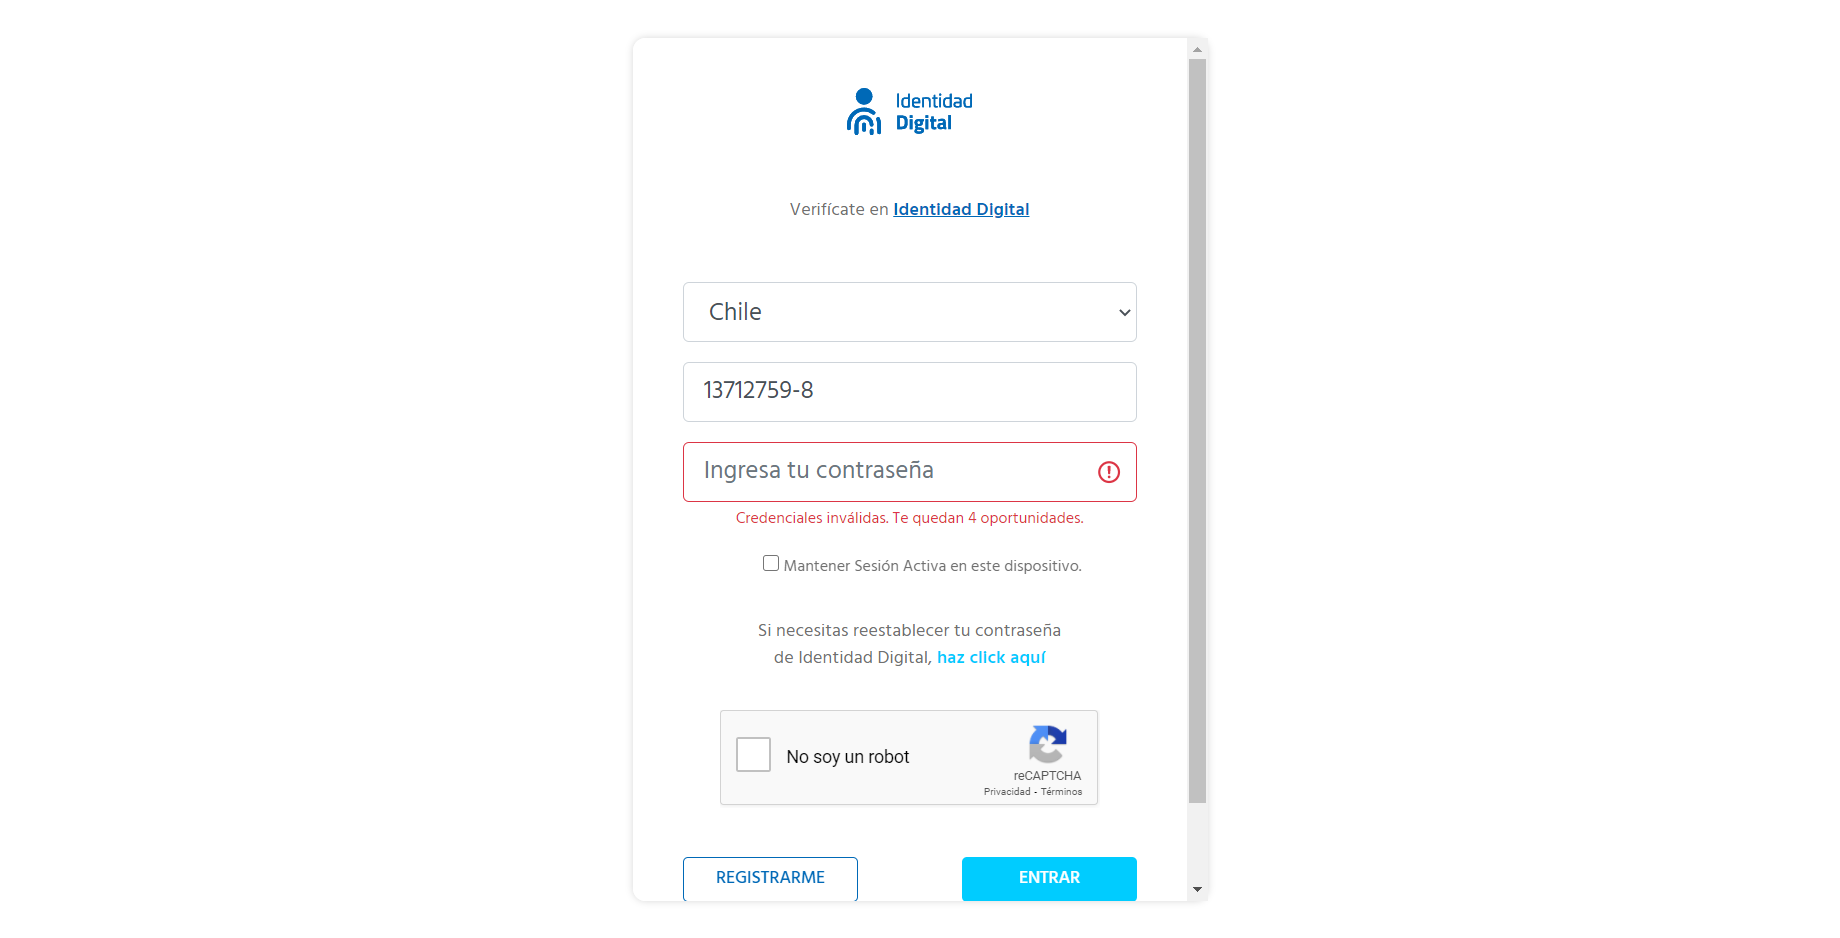 Identidad
Digital
Verifícate en Identidad Digital
Chile
13712759-8
Ingresa tu contraseña
Credenciales inválidas. Te quedan 4 oportunidades.
Mantener Sesión Activa en este dispositivo.
Si necesitas reestablecer tu contraseña
de Identidad Digital, haz click aquí
No soy un robot
reCAPTCHA
Privacidad - Términos
REGISTRARME
ENTRAR